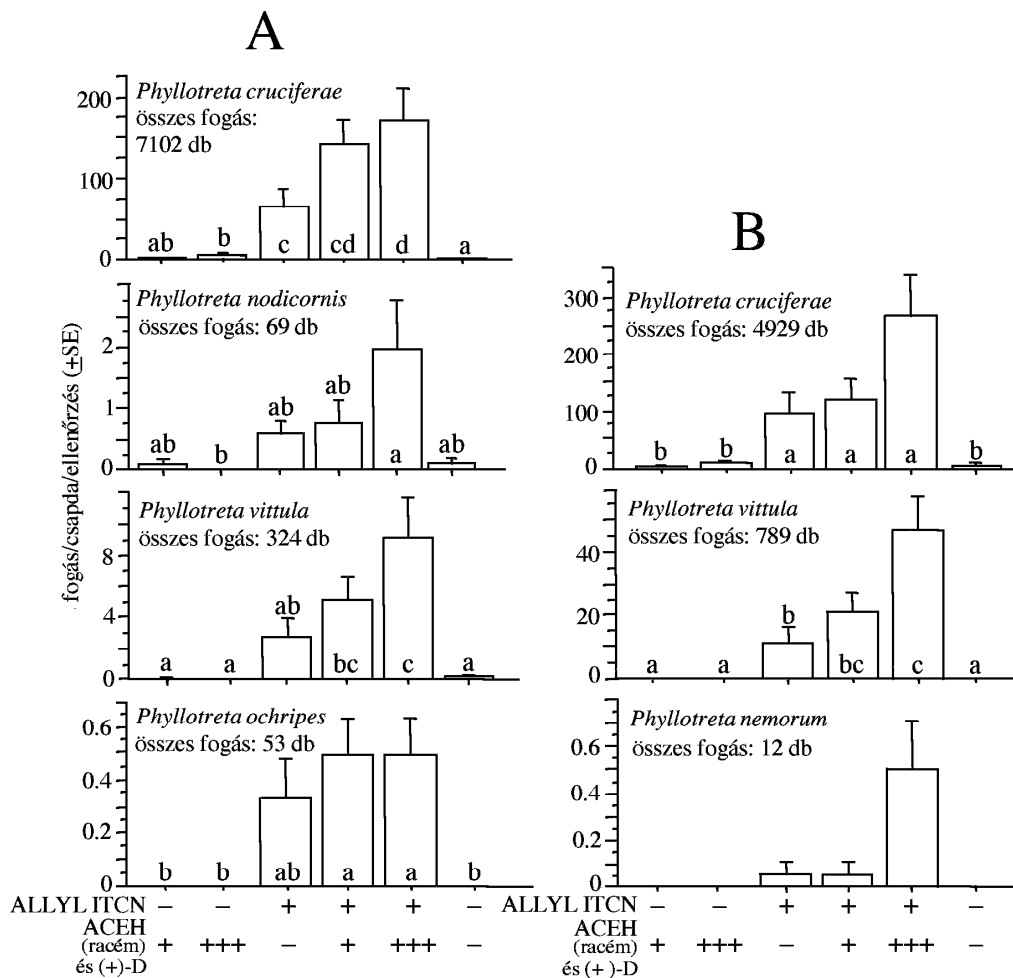 A
Phyllotreta cruciferae
összes fogás:
7102 db
200
100
0
ab b c cd d a
Phyllotreta nodicornis
összes fogás: 69 db
2
1
0
ab b ab ab a ab
Phyllotreta vittula
összes fogás: 324 db
8
4
0
a a ab bc c a
Phyllotreta ochripes
összes fogás: 53 db
0.6
0.4
0.2
0
b b ab a a b
fogás/csapda/ellenőrzés (±SE)
ALLYL ITCN – – + + + –
ACEH
(racém) + +++ – + +++ –
és (+)-D
B
Phyllotreta cruciferae
összes fogás: 4929 db
300
200
100
0
b b a a a b
Phyllotreta vittula
összes fogás: 789 db
40
20
0
a a b bc c a
Phyllotreta nemorum
összes fogás: 12 db
0.4
0.2
0
ALLYL ITCN – – + + + –
ACEH
(racém) + +++ – + +++ –
és (+)-D